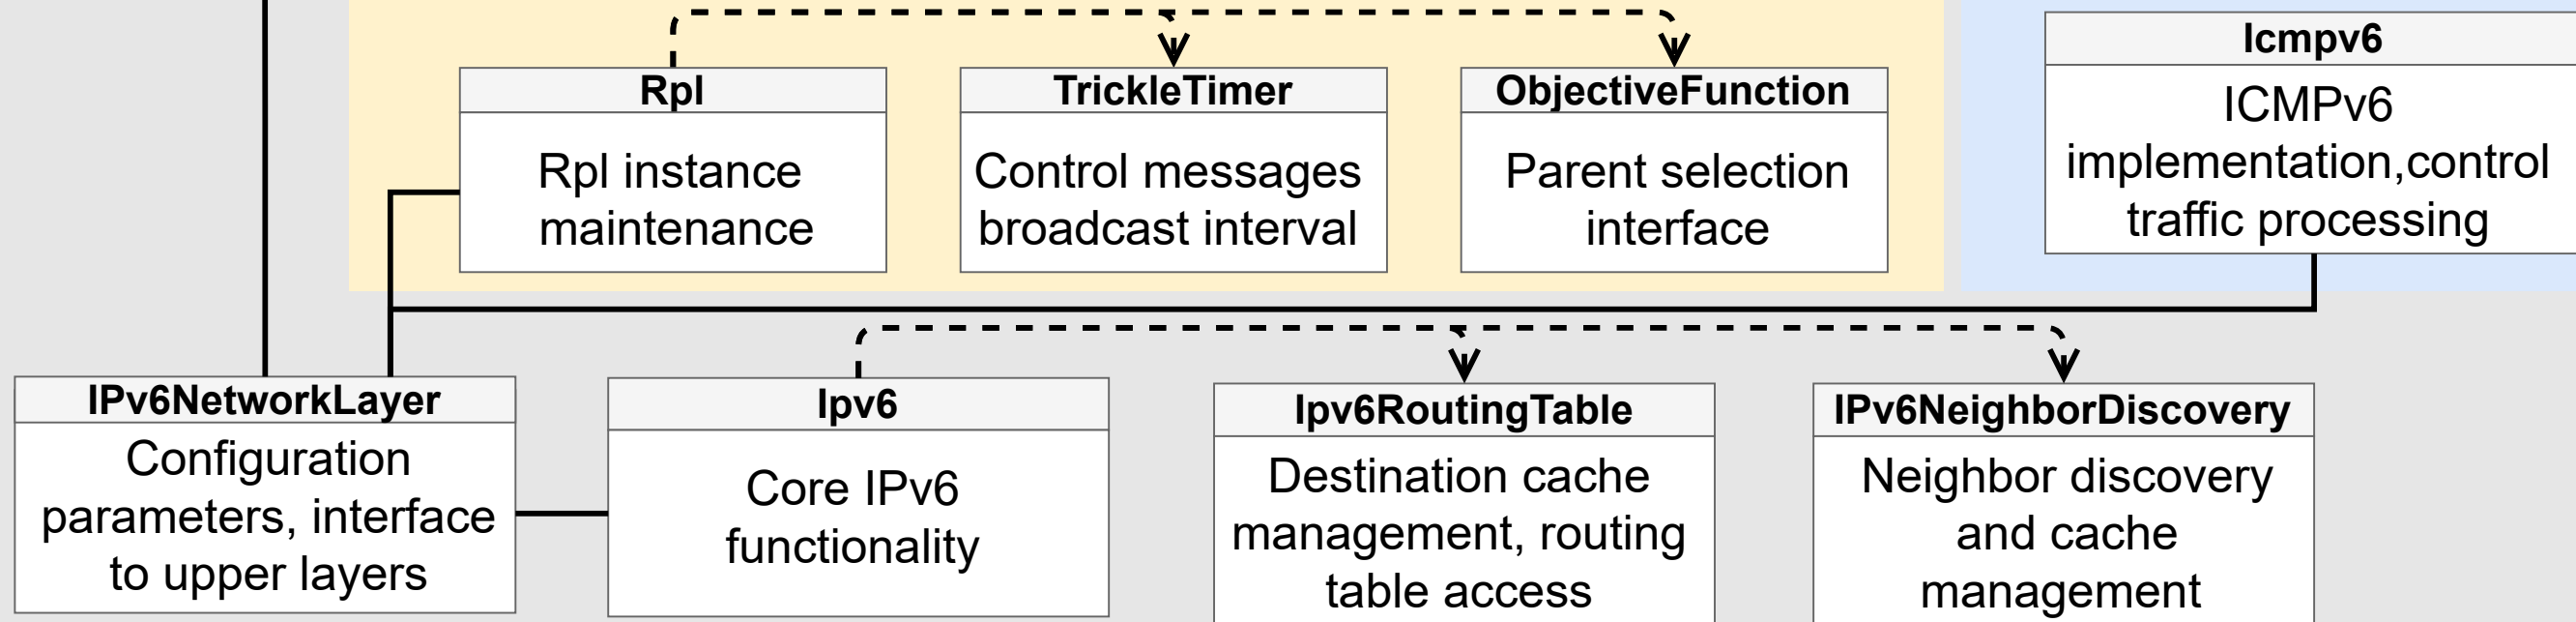 Rpl
Rpl instance
maintenance
TrickleTimer
Control messages
broadcast interval
ObjectiveFunction
Parent selection
interface
Icmpv6
ICMPv6
implementation,control
traffic processing
IPv6NetworkLayer
Configuration
parameters, interface
to upper layers
Ipv6
Core IPv6
functionality
Ipv6RoutingTable
Destination cache
management, routing
table access
IPv6NeighborDiscovery
Neighbor discovery
and cache
management